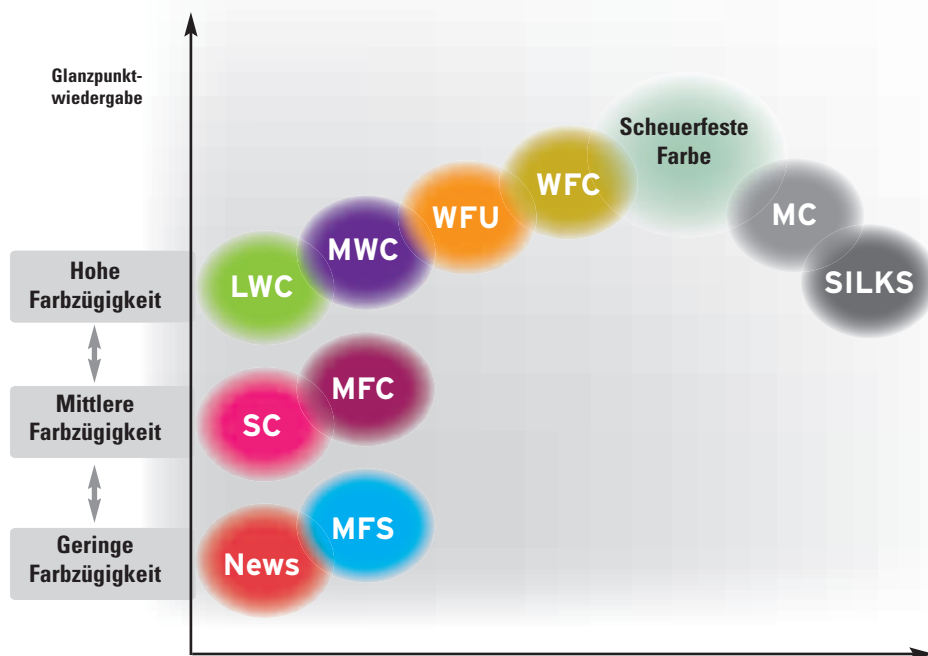 Glanzpunkt-
wiedergabe
Scheuerfeste
Farbe
WFC
MC
WFU
MWC
SILKS
LWC
Hohe
Farbzügigkeit
MFC
Mittlere
Farbzügigkeit
SC
MFS
Geringe
Farbzügigkeit
News